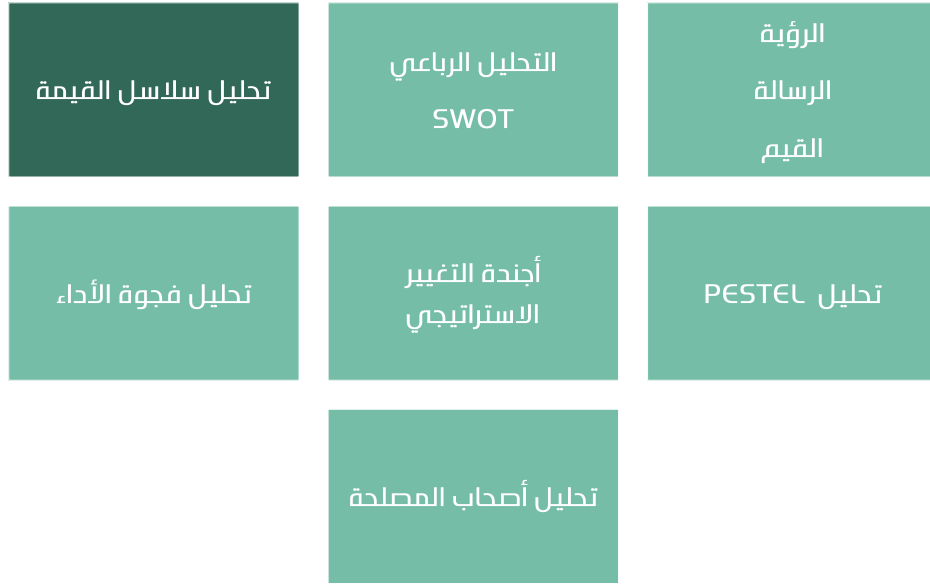 الرؤية
الرسالة
القيم
التحليل الرباعي
SWOT
تحليل سلاسل القيمة
تحليل PESTEL
أجندة التغيير
الاستراتيجي
تحليل فجوة الأداء
تحليل أصحاب المصلحة